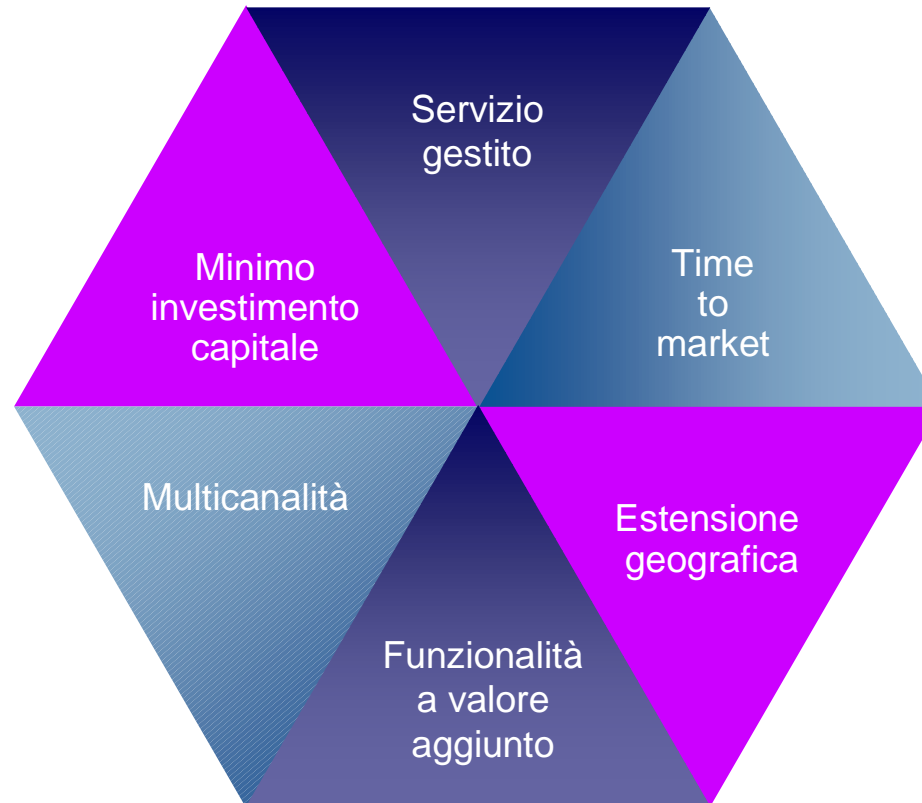 Servizio
gestito
Minimo
investimento
capitale
Time
to
market
Multicanalità
Estensione
geografica
Funzionalità
a valore
aggiunto